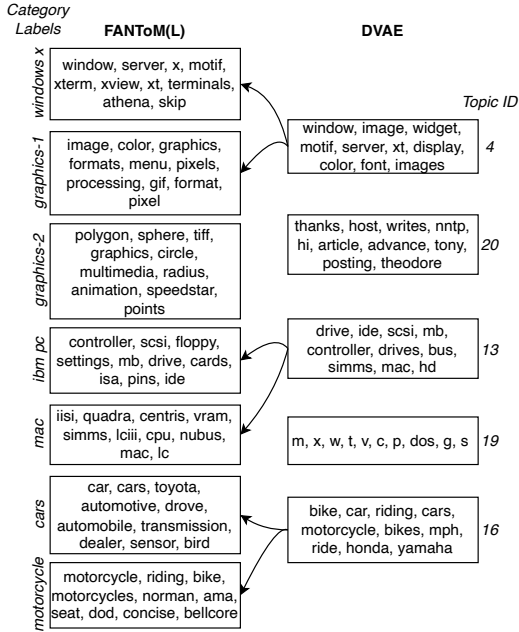 Category
Labels
FANToM(L)
DVAE
Topic ID
windows x
window, server, x, motif,
xterm, xview, xt, terminals,
athena, skip
graphics-1
image, color, graphics,
formats, menu, pixels,
processing, gif, format,
pixel
graphics-2
polygon, sphere, tiff,
graphics, circle,
multimedia, radius,
animation, speedstar,
points
ibm pc
controller, scsi, floppy,
settings, mb, drive, cards,
isa, pins, ide
mac
iisi, quadra, centris, vram,
simms, lciii, cpu, nubus,
mac, lc
cars
car, cars, toyota,
automotive, drove,
automobile, transmission,
dealer, sensor, bird
motorcycle
motorcycle, riding, bike,
motorcycles, norman, ama,
seat, dod, concise, bellcore
window, image, widget,
motif, server, xt, display,
color, font, images
4
thanks, host, writes, nntp,
hi, article, advance, tony,
posting, theodore
20
drive, ide, scsi, mb,
controller, drives, bus,
simms, mac, hd
13
m, x, w, t, v, c, p, dos, g, s
19
bike, car, riding, cars,
motorcycle, bikes, mph,
ride, honda, yamaha
16